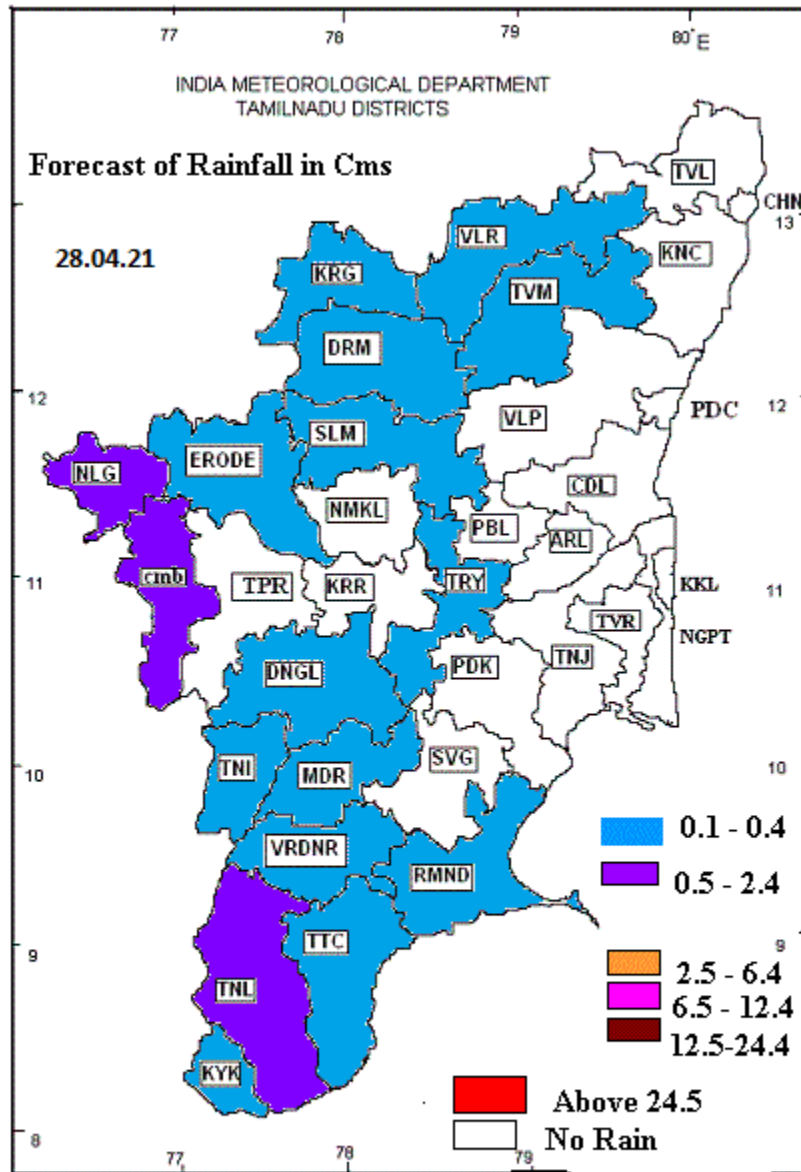 77 78 79 80°E
INDIA METEOROLOGICAL DEPARTMENT
TAMILNADU DISTRICTS
Forecast of Rainfall in Cms
TVL
CHN
13
VLR
KNC
28.04.21
KRG
TVM
DRM
12
12
VLP
PDC
SLM
ERODE
NLG
CDL
NMKL
PBL
ARL
11
cmb
TPR
KRR
TRY
KKL
11
TVR
NGPT
DNGL
PDK
TNJ
10
TNI
MDR
SVG
10
0.1 - 0.4
VRDNR
RMND
0.5 - 2.4
9
TTC
9
TNL
2.5 - 6.4
6.5 - 12.4
12.5-24.4
KYK
Above 24.5
8
No Rain
77 78 79